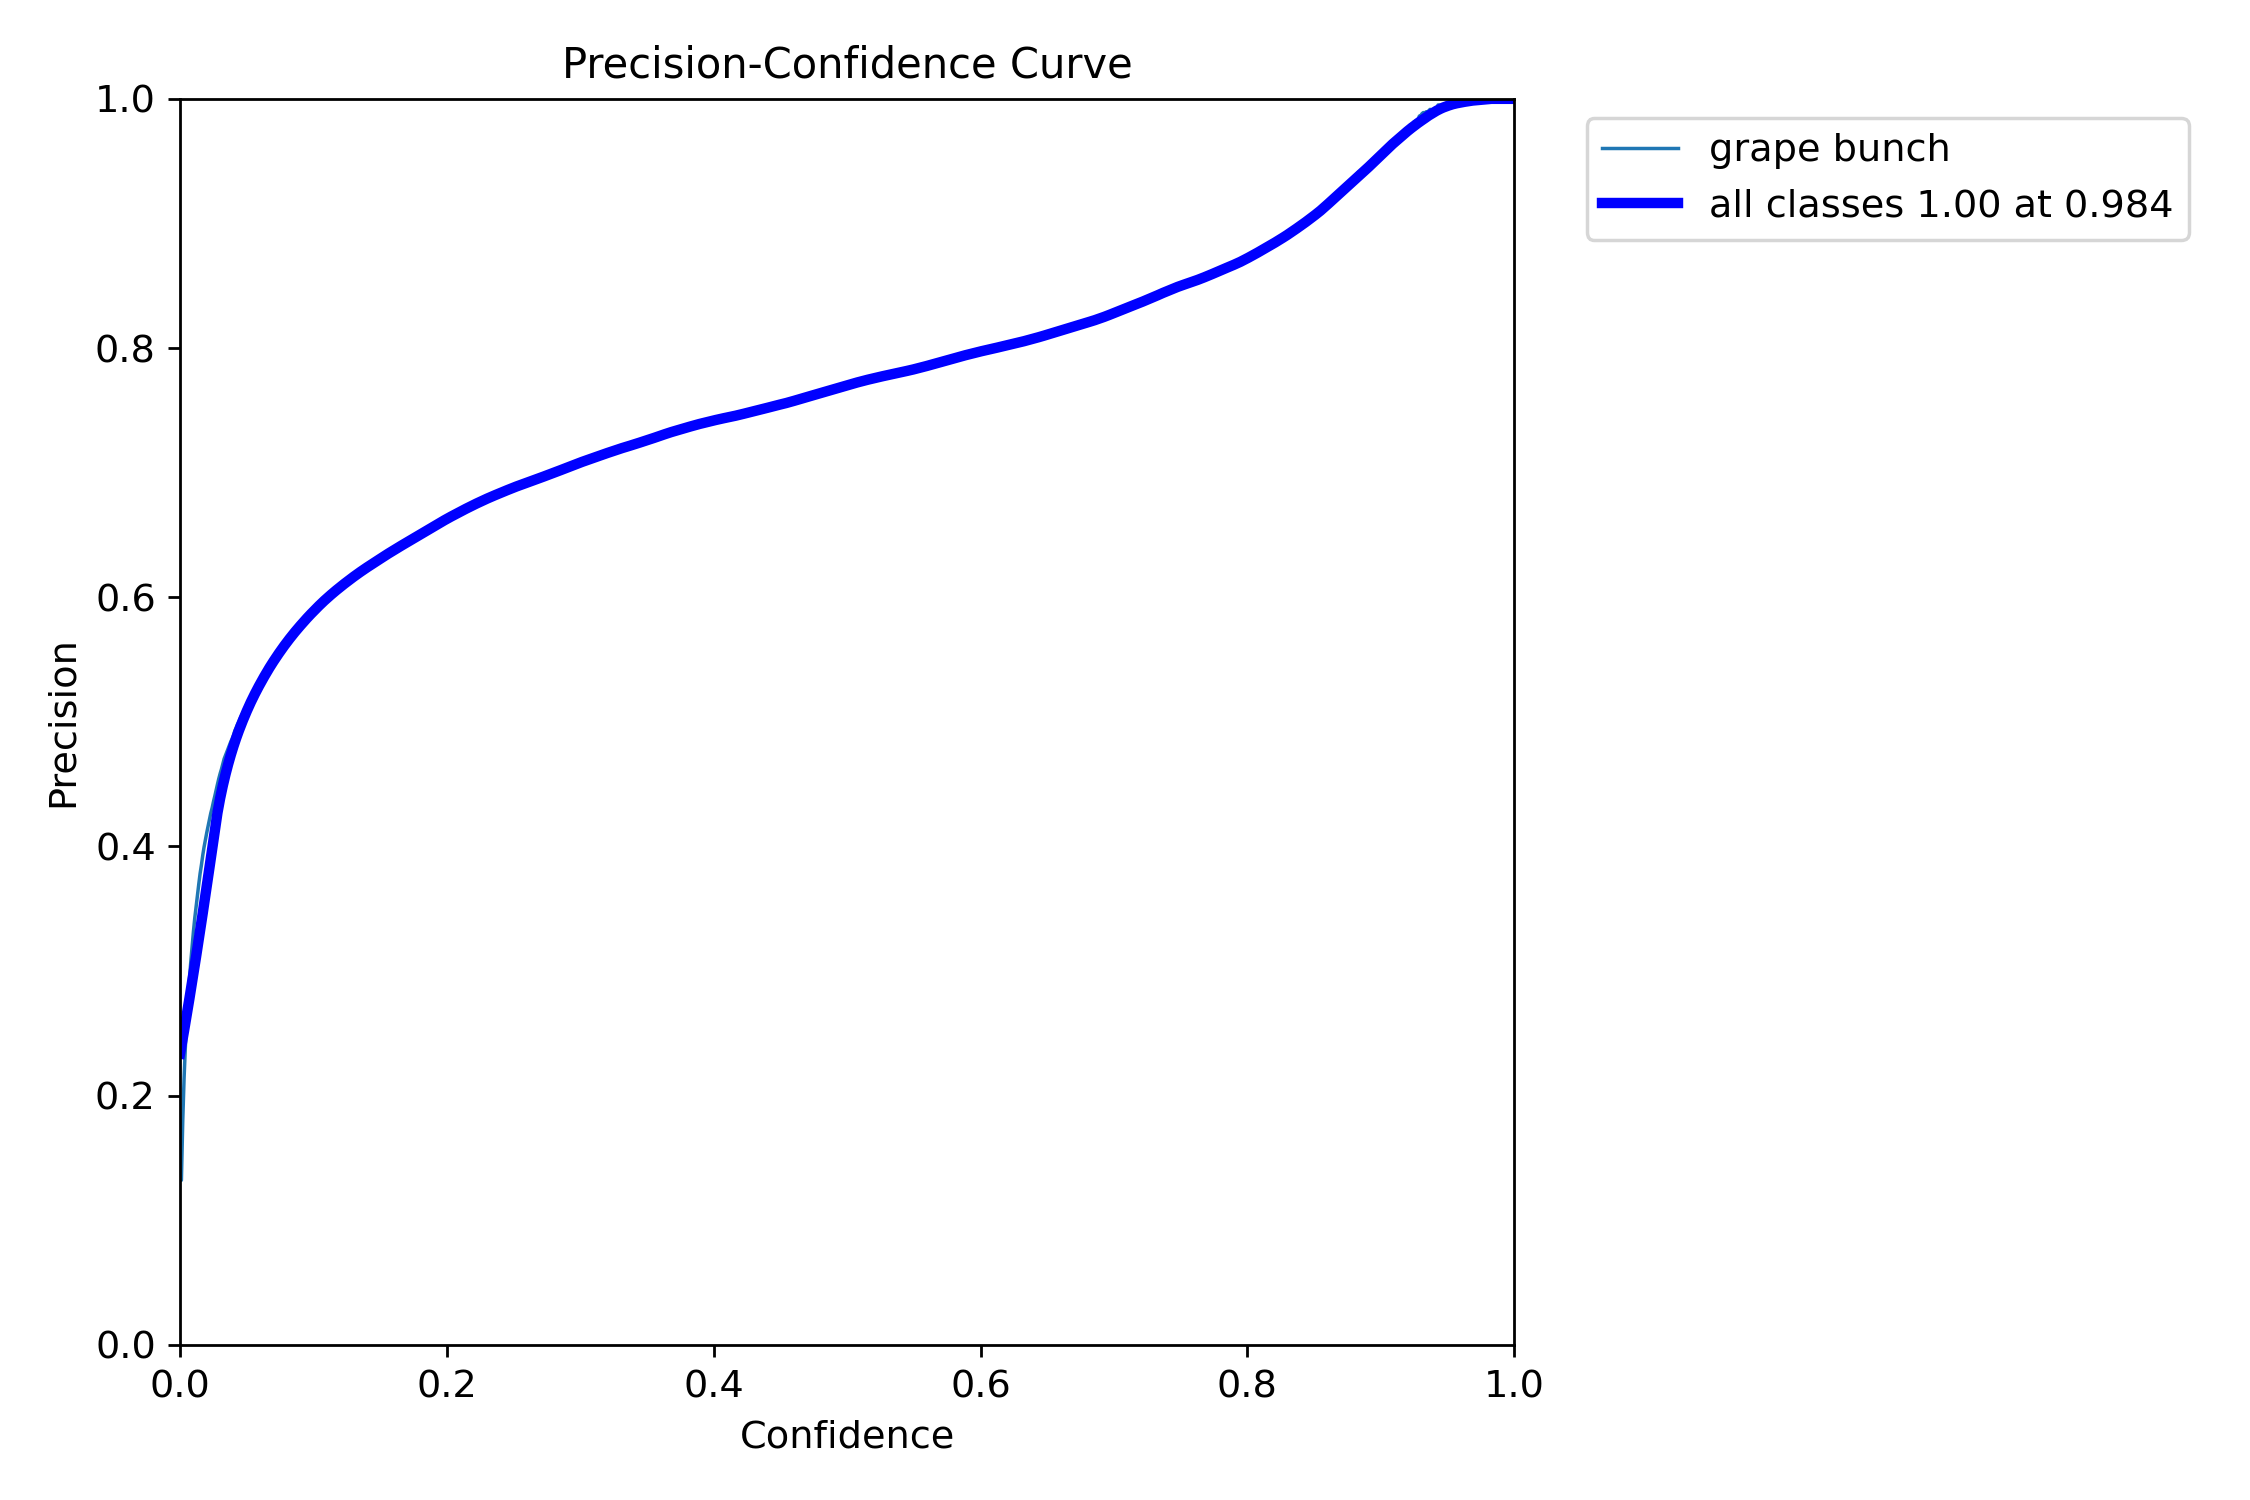 Precision-Confidence Curve
1.0
0.8
0.6
0.4
0.2
0.0
Precision
0.0 0.2 0.4 0.6 0.8 1.0
Confidence
grape bunch
all classes 1.00 at 0.984